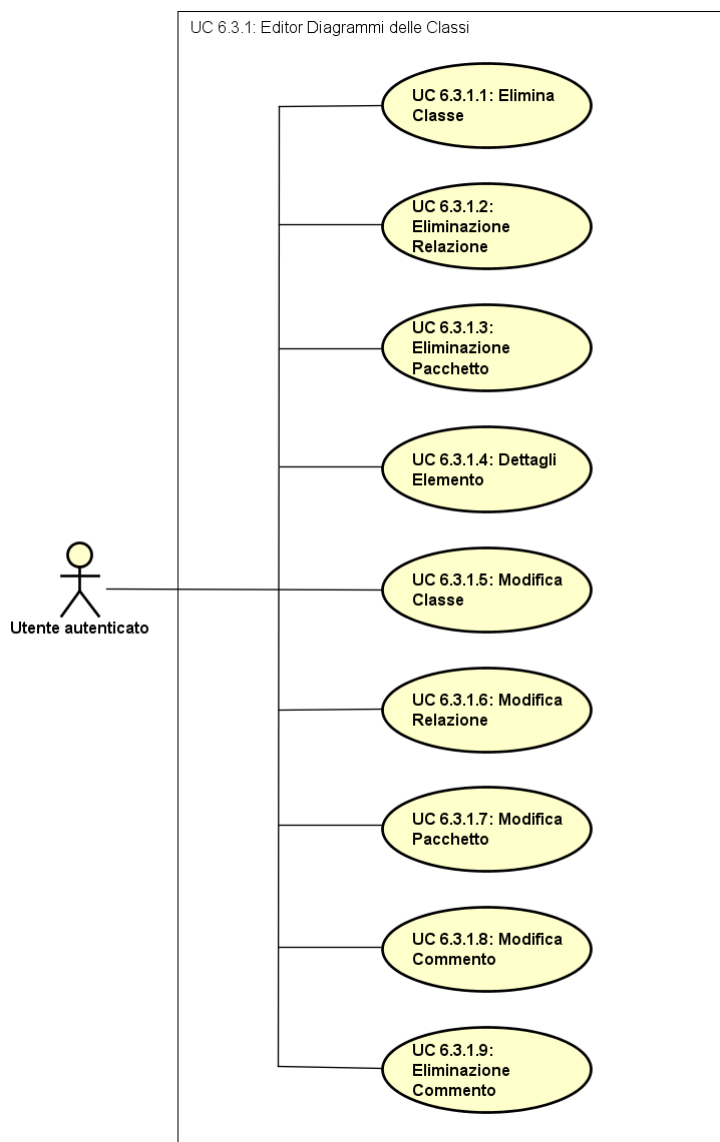 UC 6.3.1: Editor Diagrammi delle Classi
UC 6.3.1.1: Elimina
Classe
UC 6.3.1.2:
Eliminazione
Relazione
UC 6.3.1.3:
Eliminazione
Pacchetto
UC 6.3.1.4: Dettagli
Elemento
UC 6.3.1.5: Modifica
Classe
Utente autenticato
UC 6.3.1.6: Modifica
Relazione
UC 6.3.1.7: Modifica
Pacchetto
UC 6.3.1.8: Modifica
Commento
UC 6.3.1.9:
Eliminazione
Commento